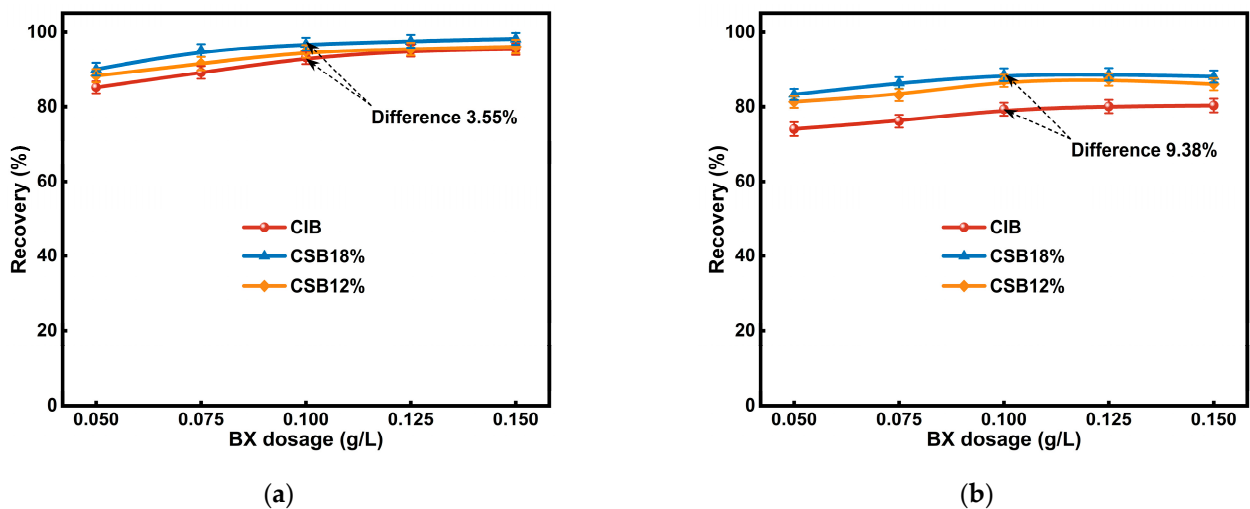 100
80
60
40
20
0
Recovery (%)
Difference 3.55%
CIB
CSB18%
CSB12%
0.050 0.075 0.100 0.125 0.150
BX dosage (g/L)
(a)
100
80
60
40
20
0
Recovery (%)
Difference 9.38%
CIB
CSB18%
CSB12%
0.050 0.075 0.100 0.125 0.150
BX dosage (g/L)
(b)